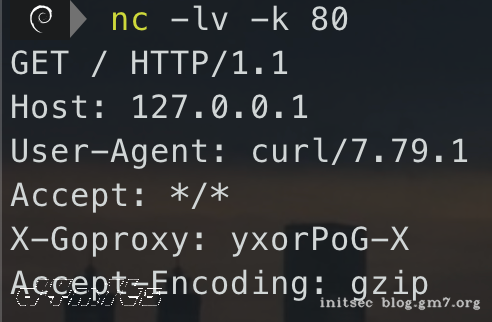 nc -lv -k 80
GET / HTTP/1.1
Host: 127.0.0.1
User-Agent: curl/7.79.1
Accept: */*
X-Goproxy: yxorPoG-X
Accept-Encoding: gzip
initsec blog.gm7.org